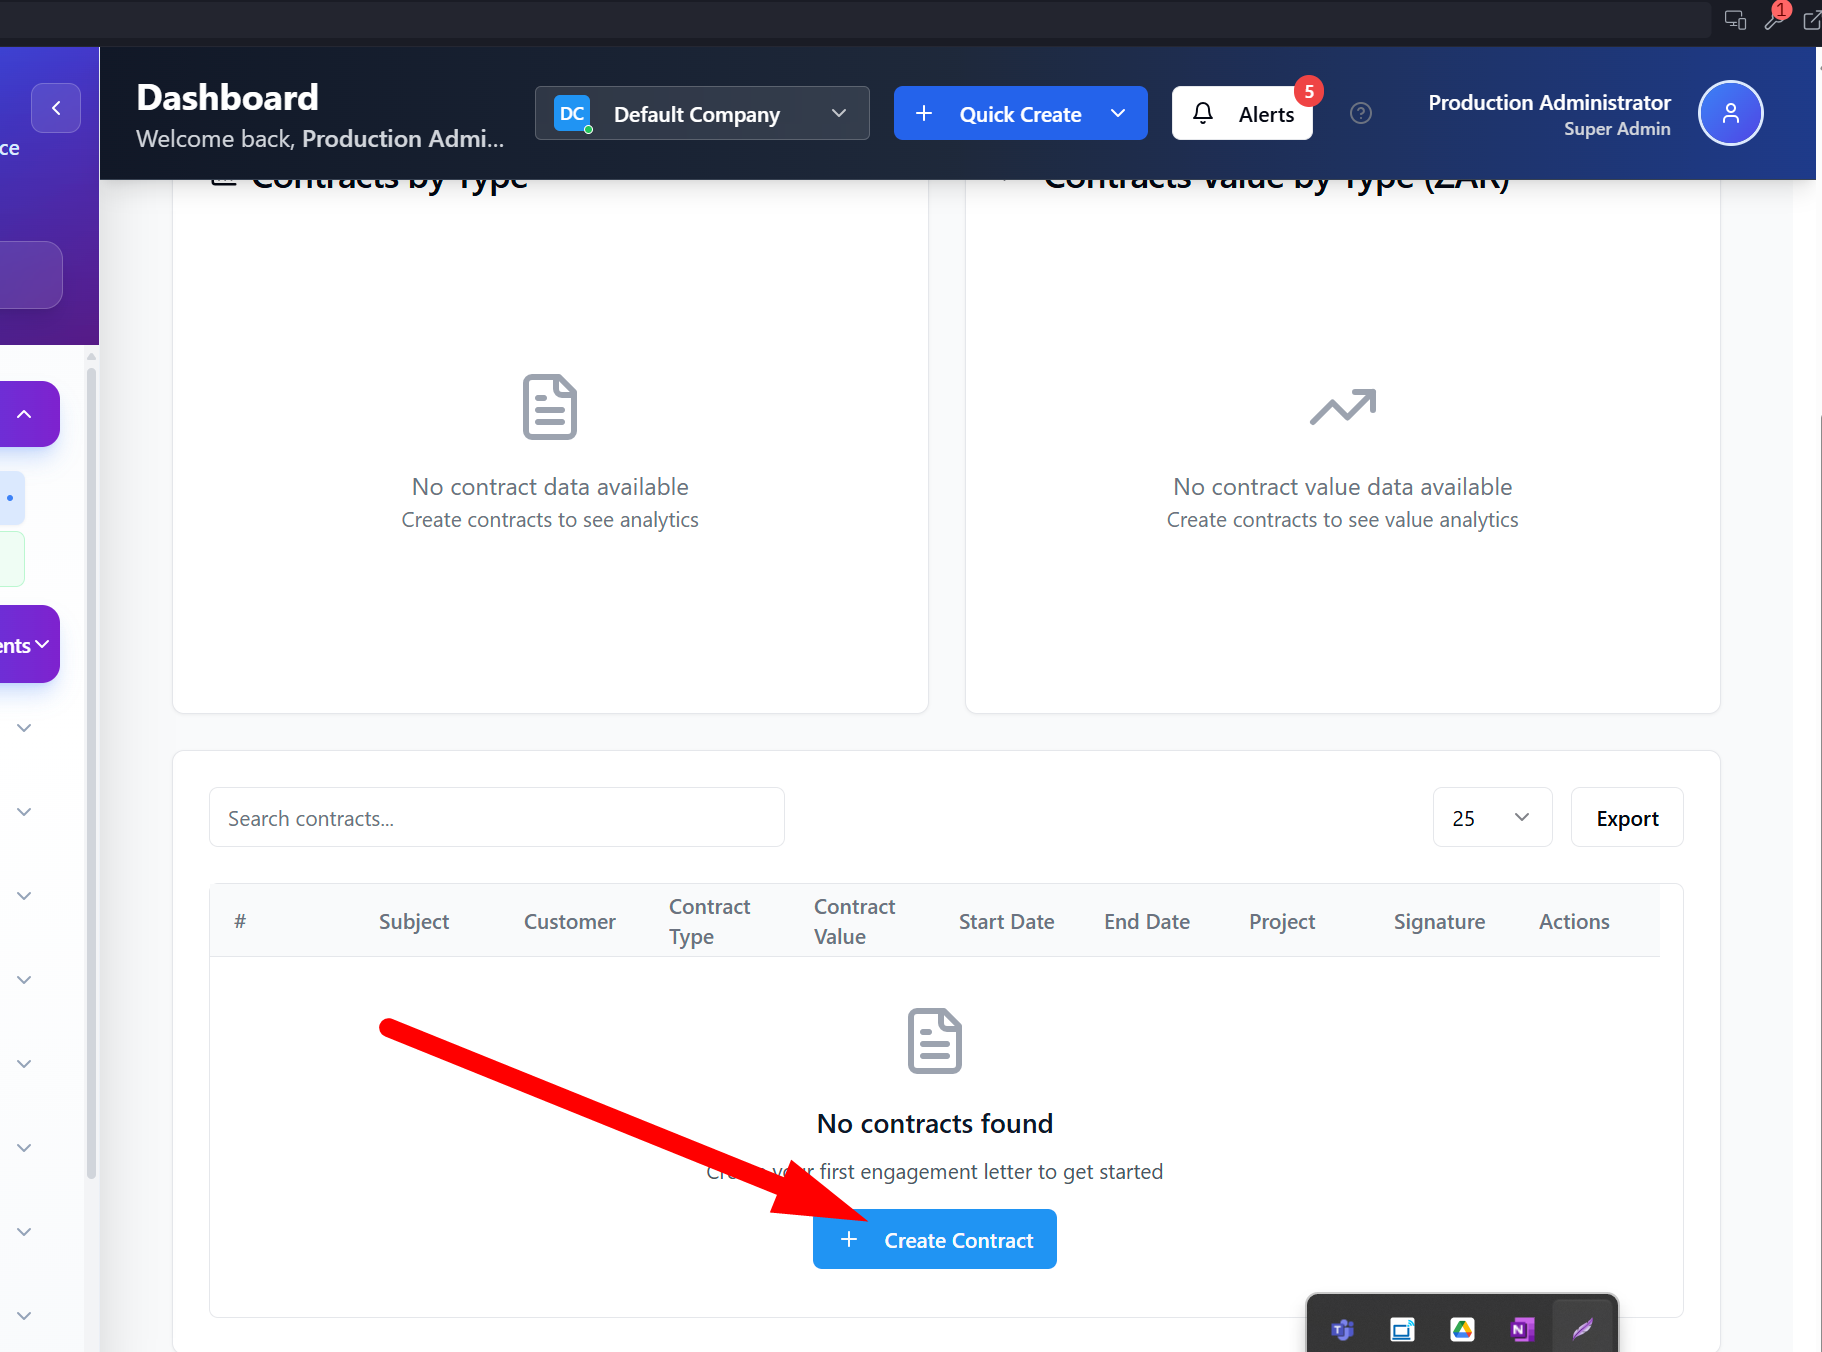 1
Dashboard
Welcome back, Production Admi...
DC
Default Company
Quick Create
Alerts
5
Production Administrator
Super Admin
ce
Contracts by Type
Contracts Value by Type (ZAR)
No contract data available
Create contracts to see analytics
No contract value data available
Create contracts to see value analytics
ents
Search contracts...
25
Export
#
Subject
Customer
Contract
Type
Contract
Value
Start Date
End Date
Project
Signature
Actions
No contracts found
first engagement letter to get started
Create Contract